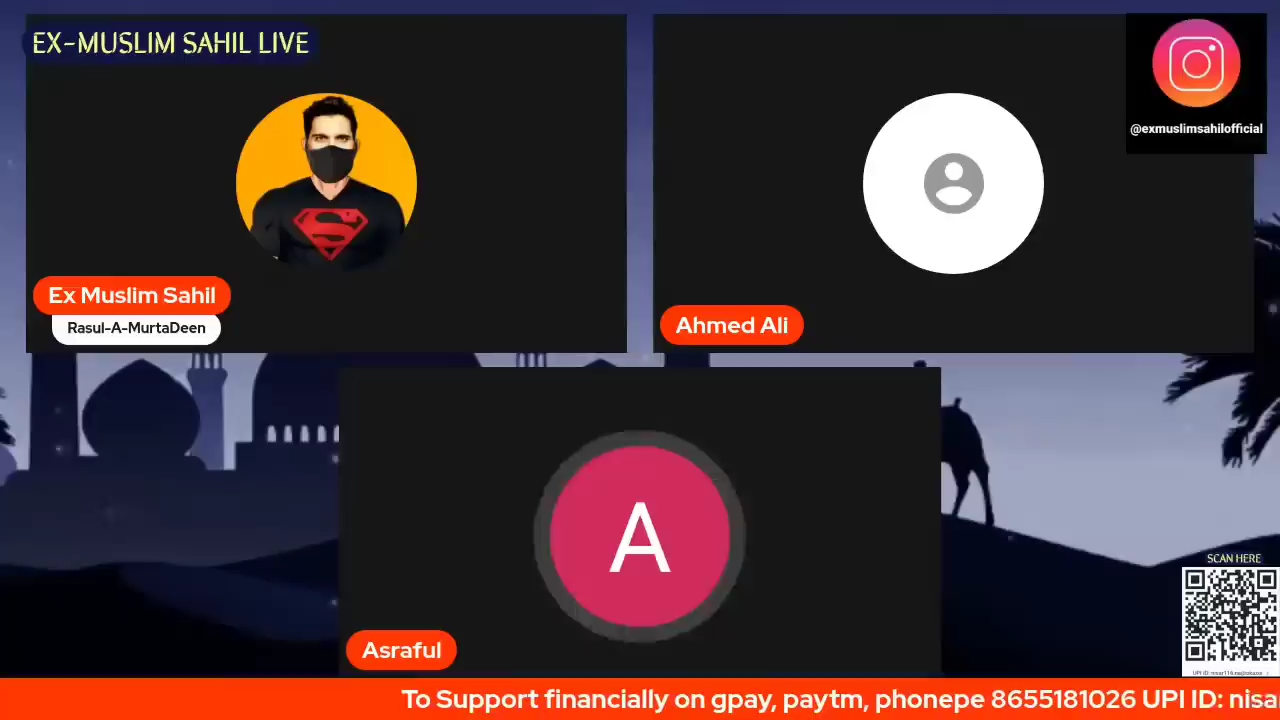 EX-MUSLIM SAHIL LIVE
@exmuslimsahilofficial
Ex Muslim Sahil
Rasul-A-MurtaDeen
Ahmed Ali
A
Asraful
SCAN HERE
To Support financially on gpay, paytm, phonepe 8655181026 UPI ID: nisa